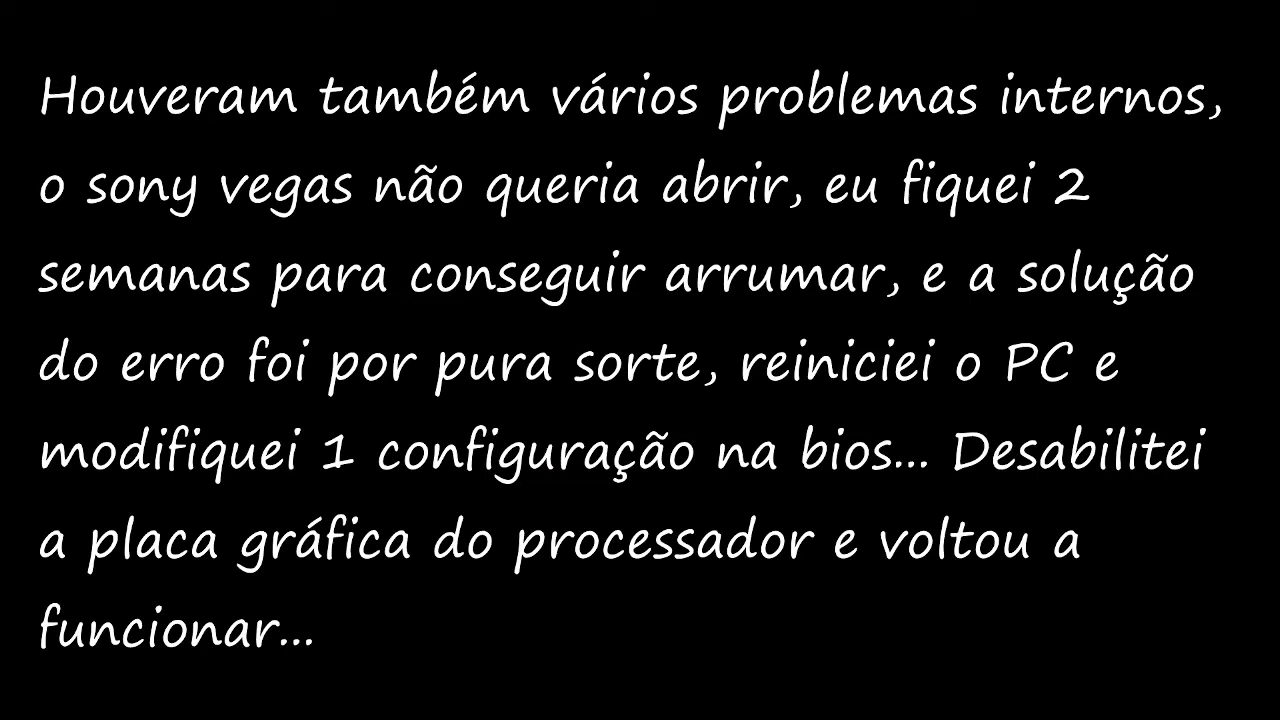 Houveram também vários problemas internos,
o sony vegas não queria abrir, eu fiquei 2
semanas para conseguir arrumar, e a solução
do erro foi por pura sorte, reiniciei o PC e
modifiquei 1 configuração na bios... Desabilitei
a placa gráfica do processador e voltou a
funcionar...